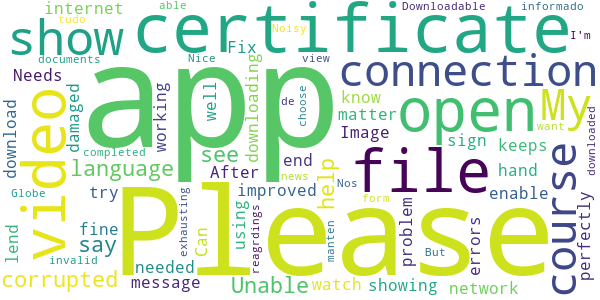 tudo able Downloadable informado
internet Noisy
show certificate I'm
documents Nice Fix view
Needs app connection
video damaged working well downloading know open My
download Image matter
language see After end sign keeps
completed de choose want downloaded
try improved help hand
Globe news file enable course perfectly
lend fine say Can using Please Nos form problem errors
exhausting reagrdings manten But
invalid needed
corrupted message Unable watch showing network